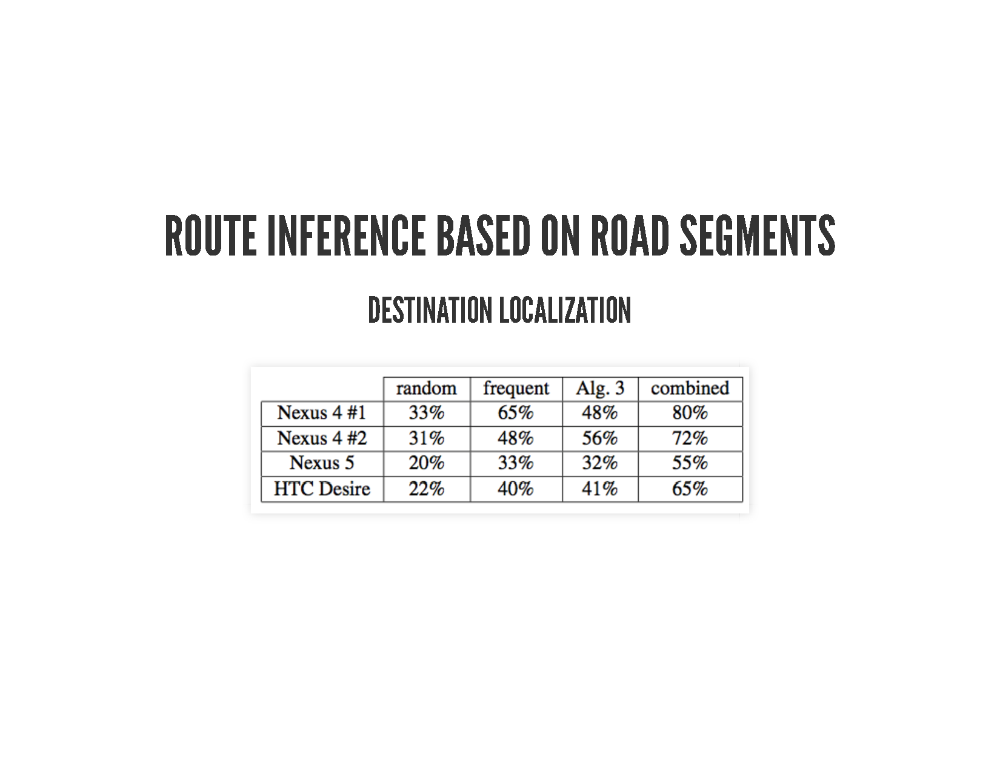 ROUTE INFERENCE BASED ON ROAD SEGMENTS
DESTINATION LOCALIZATION
random frequent Alg. 3 combined
Nexus 4 #1 33% 65% 48% 80%
Nexus 4 #2 31% 48% 56% 72%
Nexus 5 20% 33% 32% 55%
HTC Desire 22% 40% 41% 65%